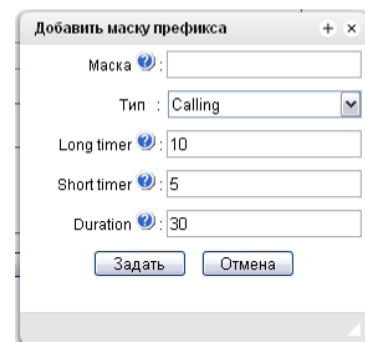 Добавить маску префикса + ×
Маска ? :
Тип : Calling
Long timer ? : 10
Short timer ? : 5
Duration ? : 30
Задать Отмена